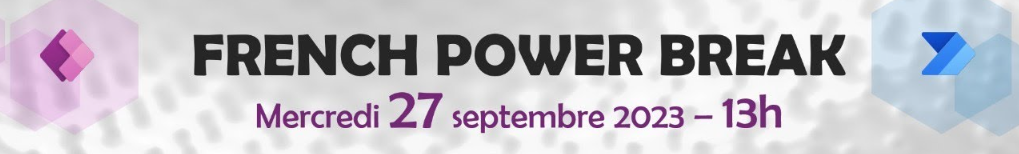 FRENCH POWER BREAK
Mercredi 27 septembre 2023 – 13h